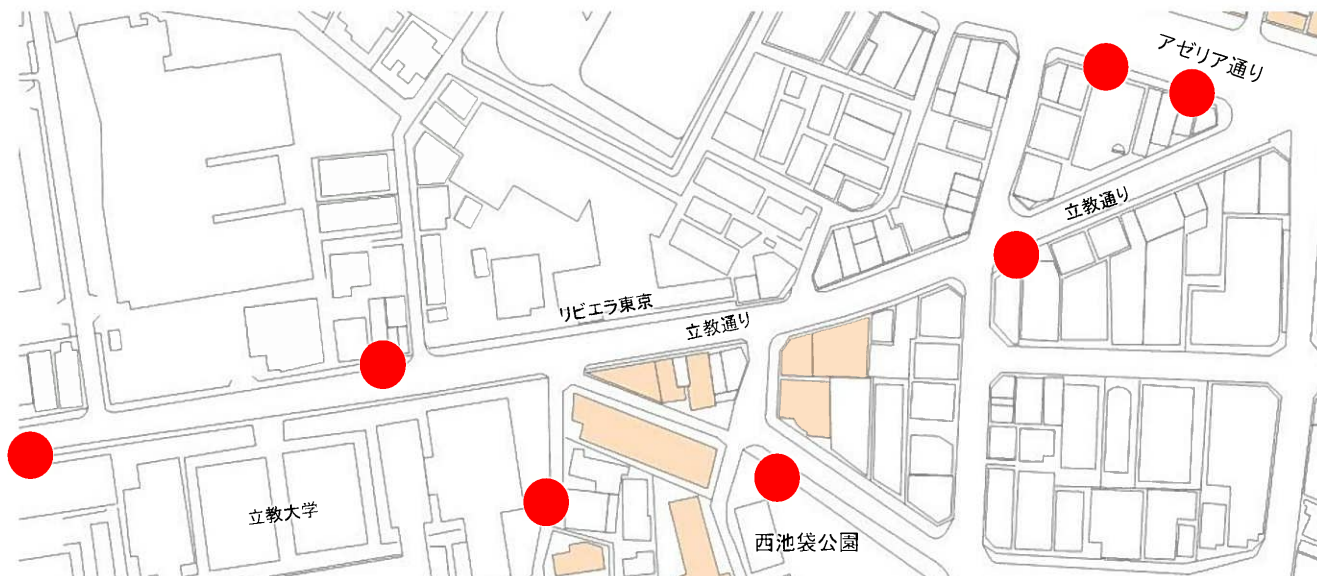 アゼリア通り
立教通り
リビエラ東京
立教通り
立教大学
西池袋公園